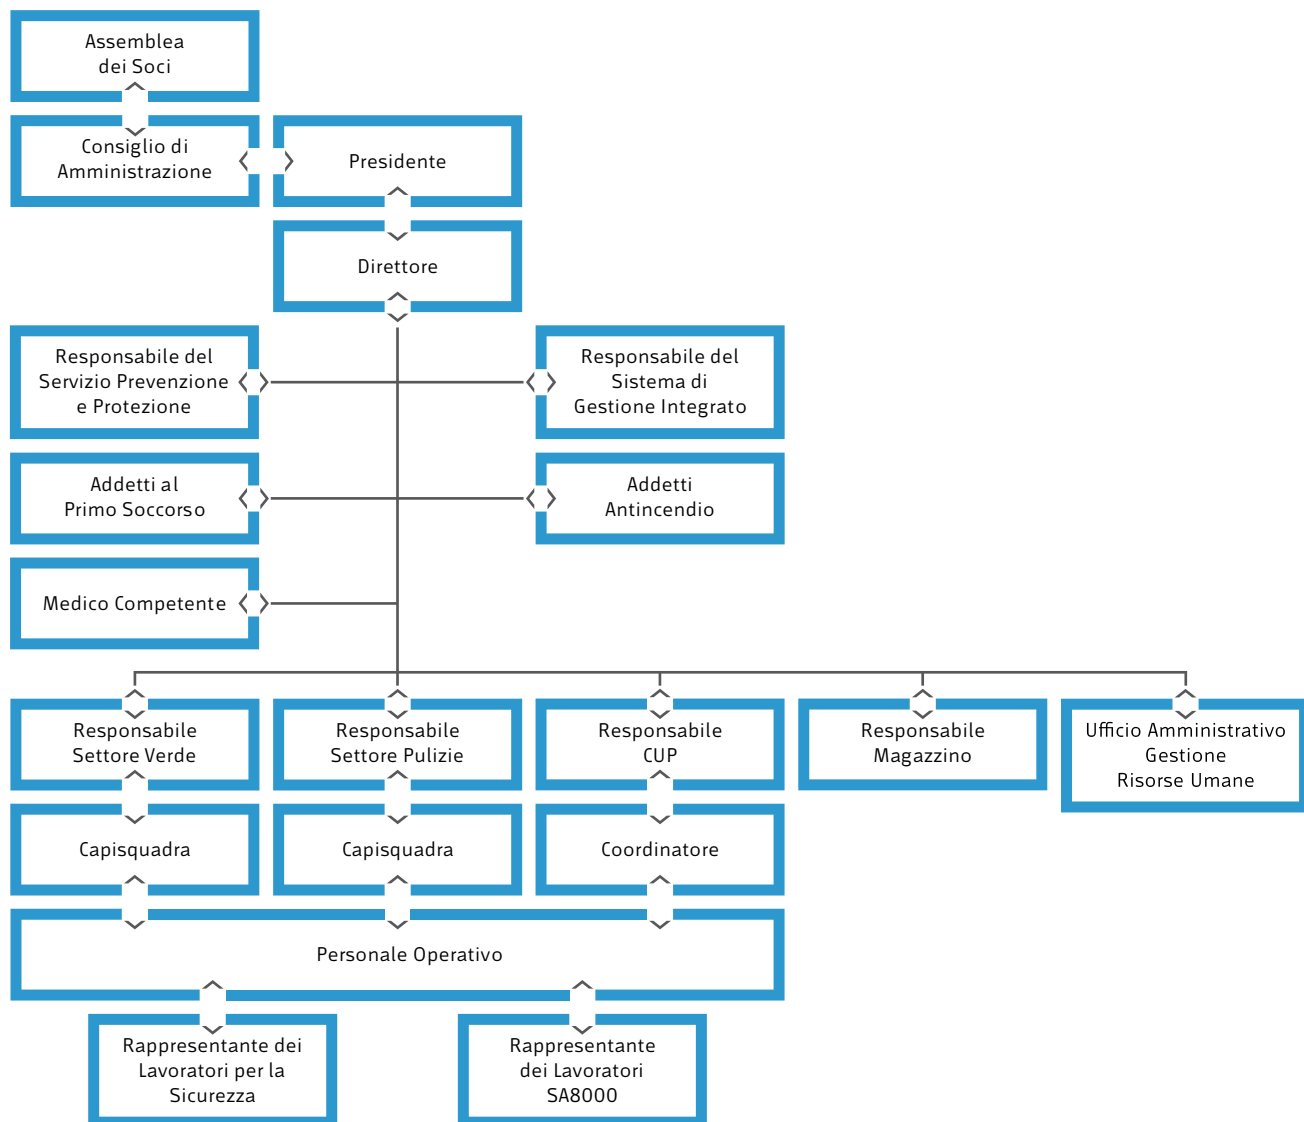 Assemblea
dei Soci
Consiglio di
Amministrazione
Presidente
Direttore
Responsabile del
Servizio Prevenzione
e Protezione
Responsabile del
Sistema di
Gestione Integrato
Addetti al
Primo Soccorso
Addetti
Antincendio
Medico Competente
Responsabile
Settore Verde
Responsabile
Settore Pulizie
Responsabile
CUP
Responsabile
Magazzino
Ufficio Amministrativo
Gestione
Risorse Umane
Capisquadra
Capisquadra
Coordinatore
Personale Operativo
Rappresentante dei
Lavoratori per la
Sicurezza
Rappresentante
dei Lavoratori
SA8000